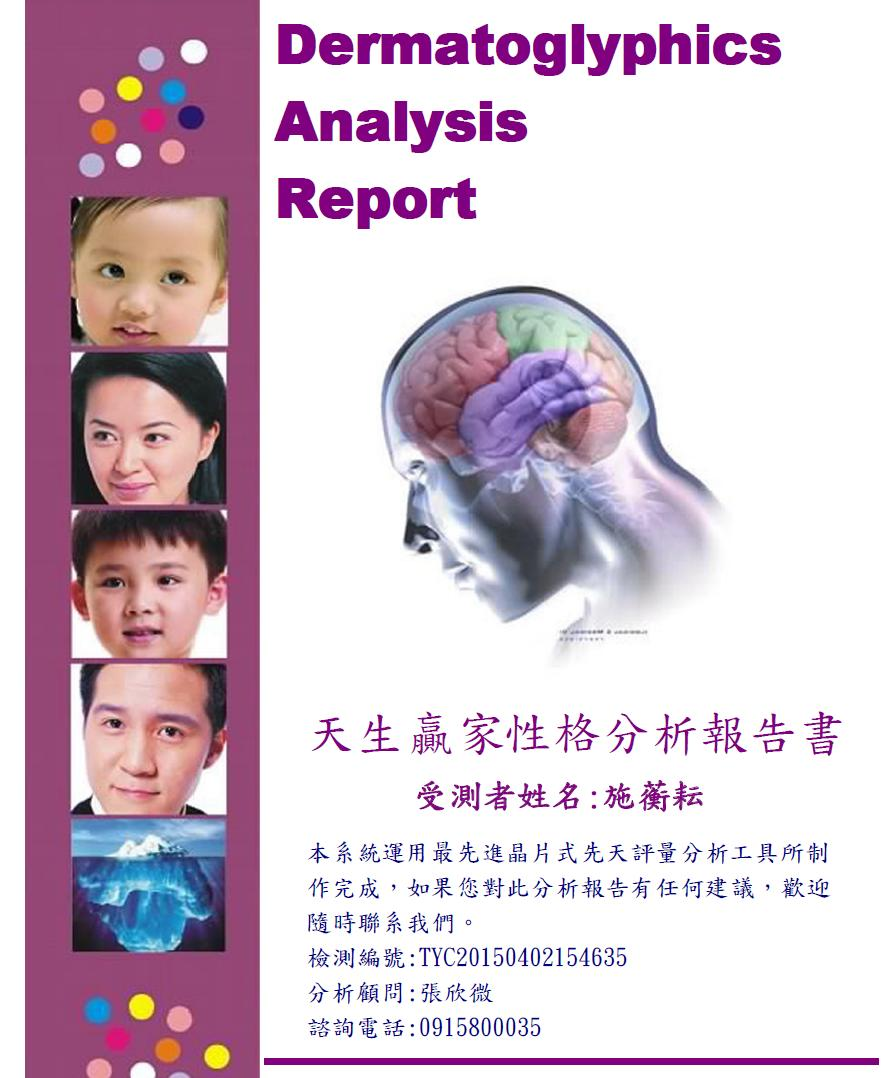 Dermatoglyphics
Analysis
Report
天生贏家性格分析報告書
受測者姓名:施蘅耘
本系統運用最先進晶片式先天評量分析工具所制
作完成，如果您對此分析報告有任何建議，歡迎
隨時聯系我們。
檢測編號:TYC20150402154635
分析顧問:張欣微
諮詢電話:0915800035